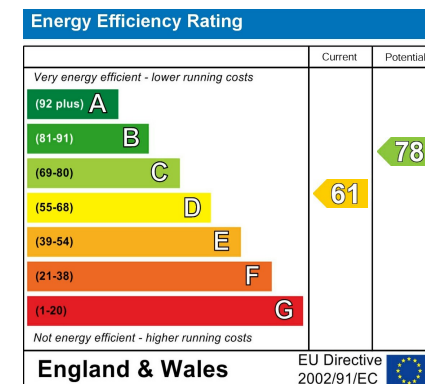 Energy Efficiency Rating
Current Potential
Very energy efficient - lower running costs
(92 plus) A
(81-91) B
78
(69-80) C
(55-68) D
61
(39-54) E
(21-38) F
(1-20) G
Not energy efficient - higher running costs
England & Wales
EU Directive
2002/91/EC